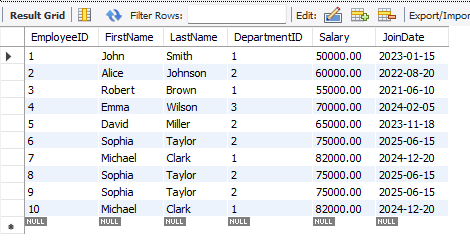 Result Grid Filter Rows: Edit: Export/Impor
EmployeeID FirstName LastName DepartmentID Salary JoinDate
1 John Smith 1 50000.00 2023-01-15
2 Alice Johnson 2 60000.00 2022-08-20
3 Robert Brown 1 55000.00 2021-06-10
4 Emma Wilson 3 70000.00 2024-02-05
5 David Miller 2 65000.00 2023-11-18
6 Sophia Taylor 2 75000.00 2025-06-15
7 Michael Clark 1 82000.00 2024-12-20
8 Sophia Taylor 2 75000.00 2025-06-15
9 Sophia Taylor 2 75000.00 2025-06-15
10 Michael Clark 1 82000.00 2024-12-20
NULL NULL NULL NULL NULL NULL